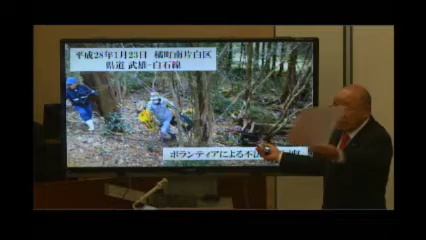 平成28年1月23日 橘町南片白区
県道 武雄-白石線
ボランティアによる不法